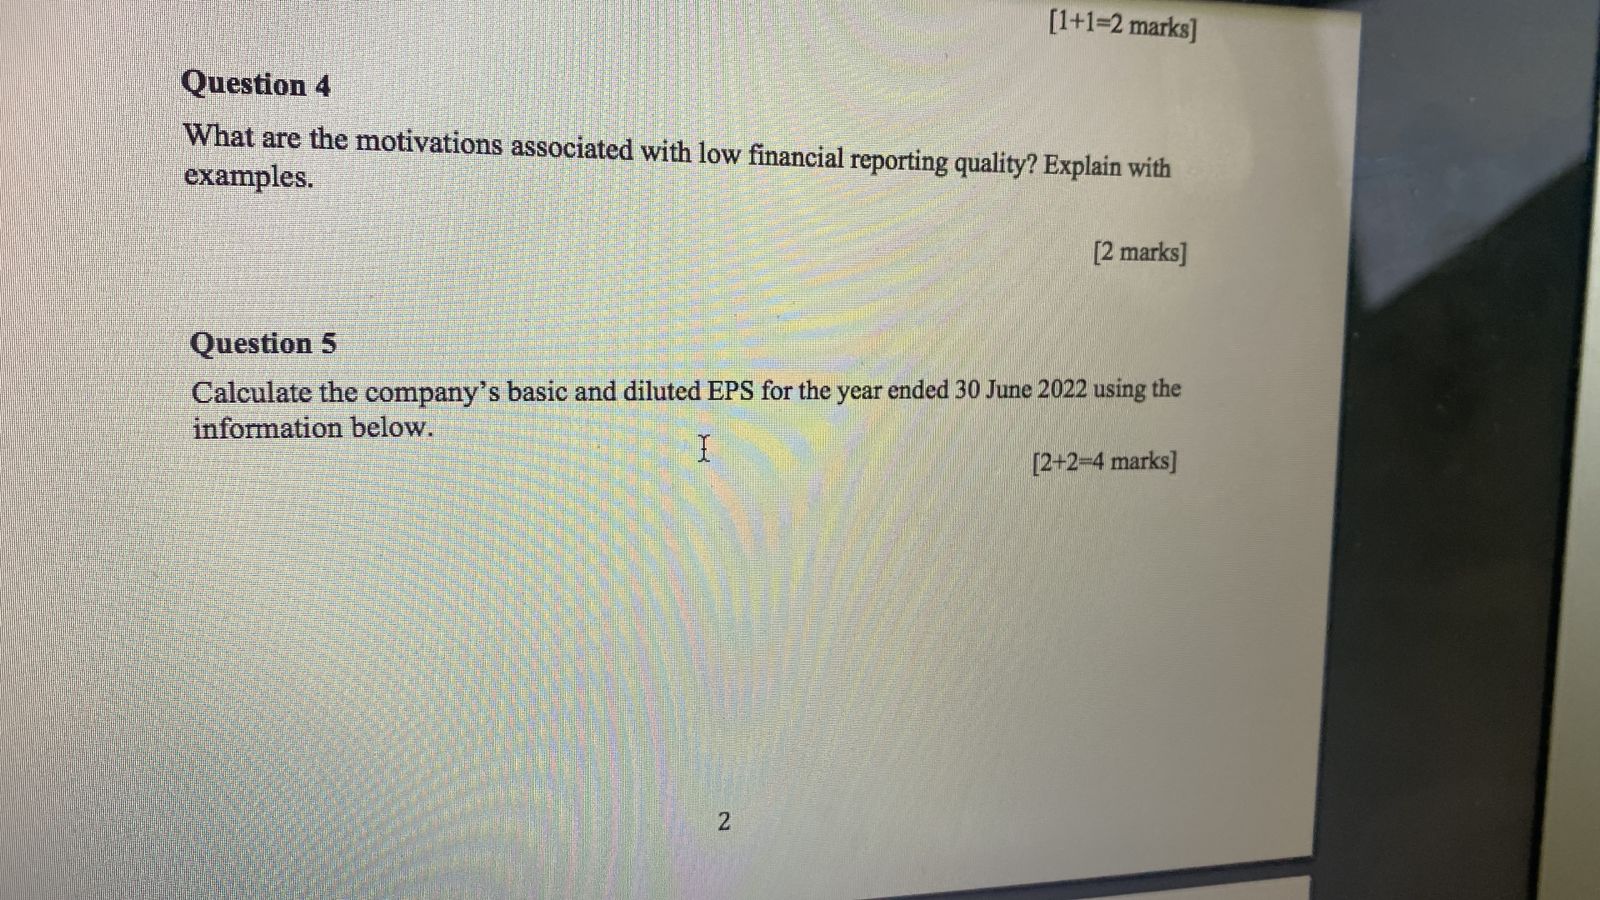 [1+1=2 marks]
Question 4
What are the motivations associated with low financial reporting quality? Explain with
examples.
[2 marks]
Question 5
Calculate the company's basic and diluted EPS for the year ended 30 June 2022 using the
information below.
[2+2=4 marks]
2